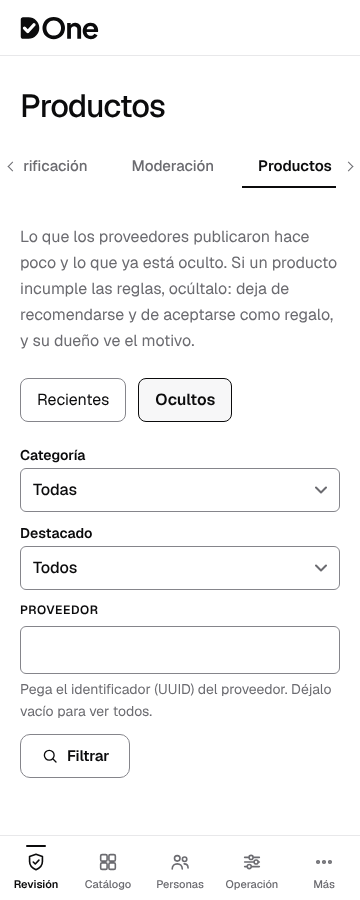 One
Productos
rificación
Moderación
Productos
Lo que los proveedores publicaron hace
poco y lo que ya está oculto. Si un producto
incumple las reglas, ocúltalo: deja de
recomendarse y de aceptarse como regalo,
y su dueño ve el motivo.
Recientes
Ocultos
Categoría
Todas
Destacado
Todos
PROVEEDOR
Pega el identificador (UUID) del proveedor. Déjalo
vacío para ver todos.
Filtrar
Revisión
Catálogo
Personas
Operación
Más